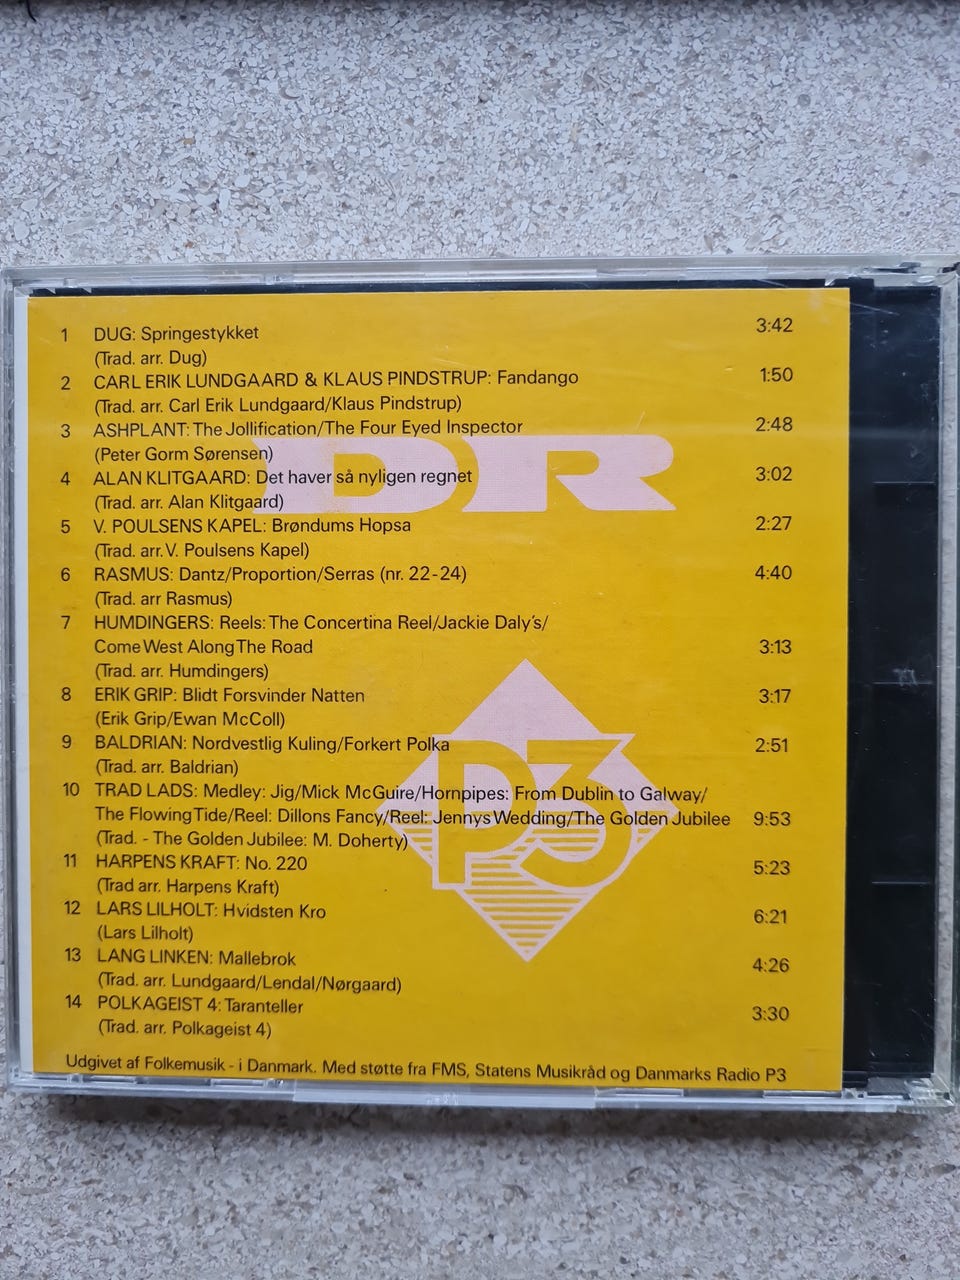 1 DUG: Springestykket 3:42
(Trad. arr. Dug)
2 CARL ERIK LUNDGAARD & KLAUS PINDSTRUP: Fandango 1:50
(Trad. arr. Carl Erik Lundgaard/Klaus Pindstrup)
3 ASHPLANT: The Jollification/The Four Eyed Inspector 2:48
(Peter Gorm Sørensen)
4 ALAN KLITGAARD: Det haver så nyligen regnet 3:02
(Trad. arr. Alan Klitgaard)
5 V. POULSENS KAPEL: Brøndums Hopsa 2:27
(Trad. arr. V. Poulsens Kapel)
6 RASMUS: Dantz/Proportion/Serras (nr. 22-24) 4:40
(Trad. arr Rasmus)
7 HUMDINGERS: Reels: The Concertina Reel/Jackie Daly's/
Come West Along The Road 3:13
(Trad. arr. Humdingers)
8 ERIK GRIP: Blidt Forsvinder Natten 3:17
(Erik Grip/Ewan McColl)
9 BALDRIAN: Nordvestlig Kuling/Forkert Polka 2:51
(Trad. arr. Baldrian)
10 TRAD LADS: Medley: Jig/Mick McGuire/Hornpipes: From Dublin to Galway/
The Flowing Tide/Reel: Dillons Fancy/Reel: Jennys Wedding/The Golden Jubilee 9:53
(Trad. - The Golden Jubilee: M. Doherty)
11 HARPENS KRAFT: No. 220 5:23
(Trad arr. Harpens Kraft)
12 LARS LILHOLT: Hvidsten Kro 6:21
(Lars Lilholt)
13 LANG LINKEN: Mallebrok 4:26
(Trad. arr. Lundgaard/Lendal/Nørgaard)
14 POLKAGEIST 4: Taranteller 3:30
(Trad. arr. Polkageist 4)
Udgivet af Folkemusik - i Danmark. Med støtte fra FMS, Statens Musikråd og Danmarks Radio P3
DR
P3